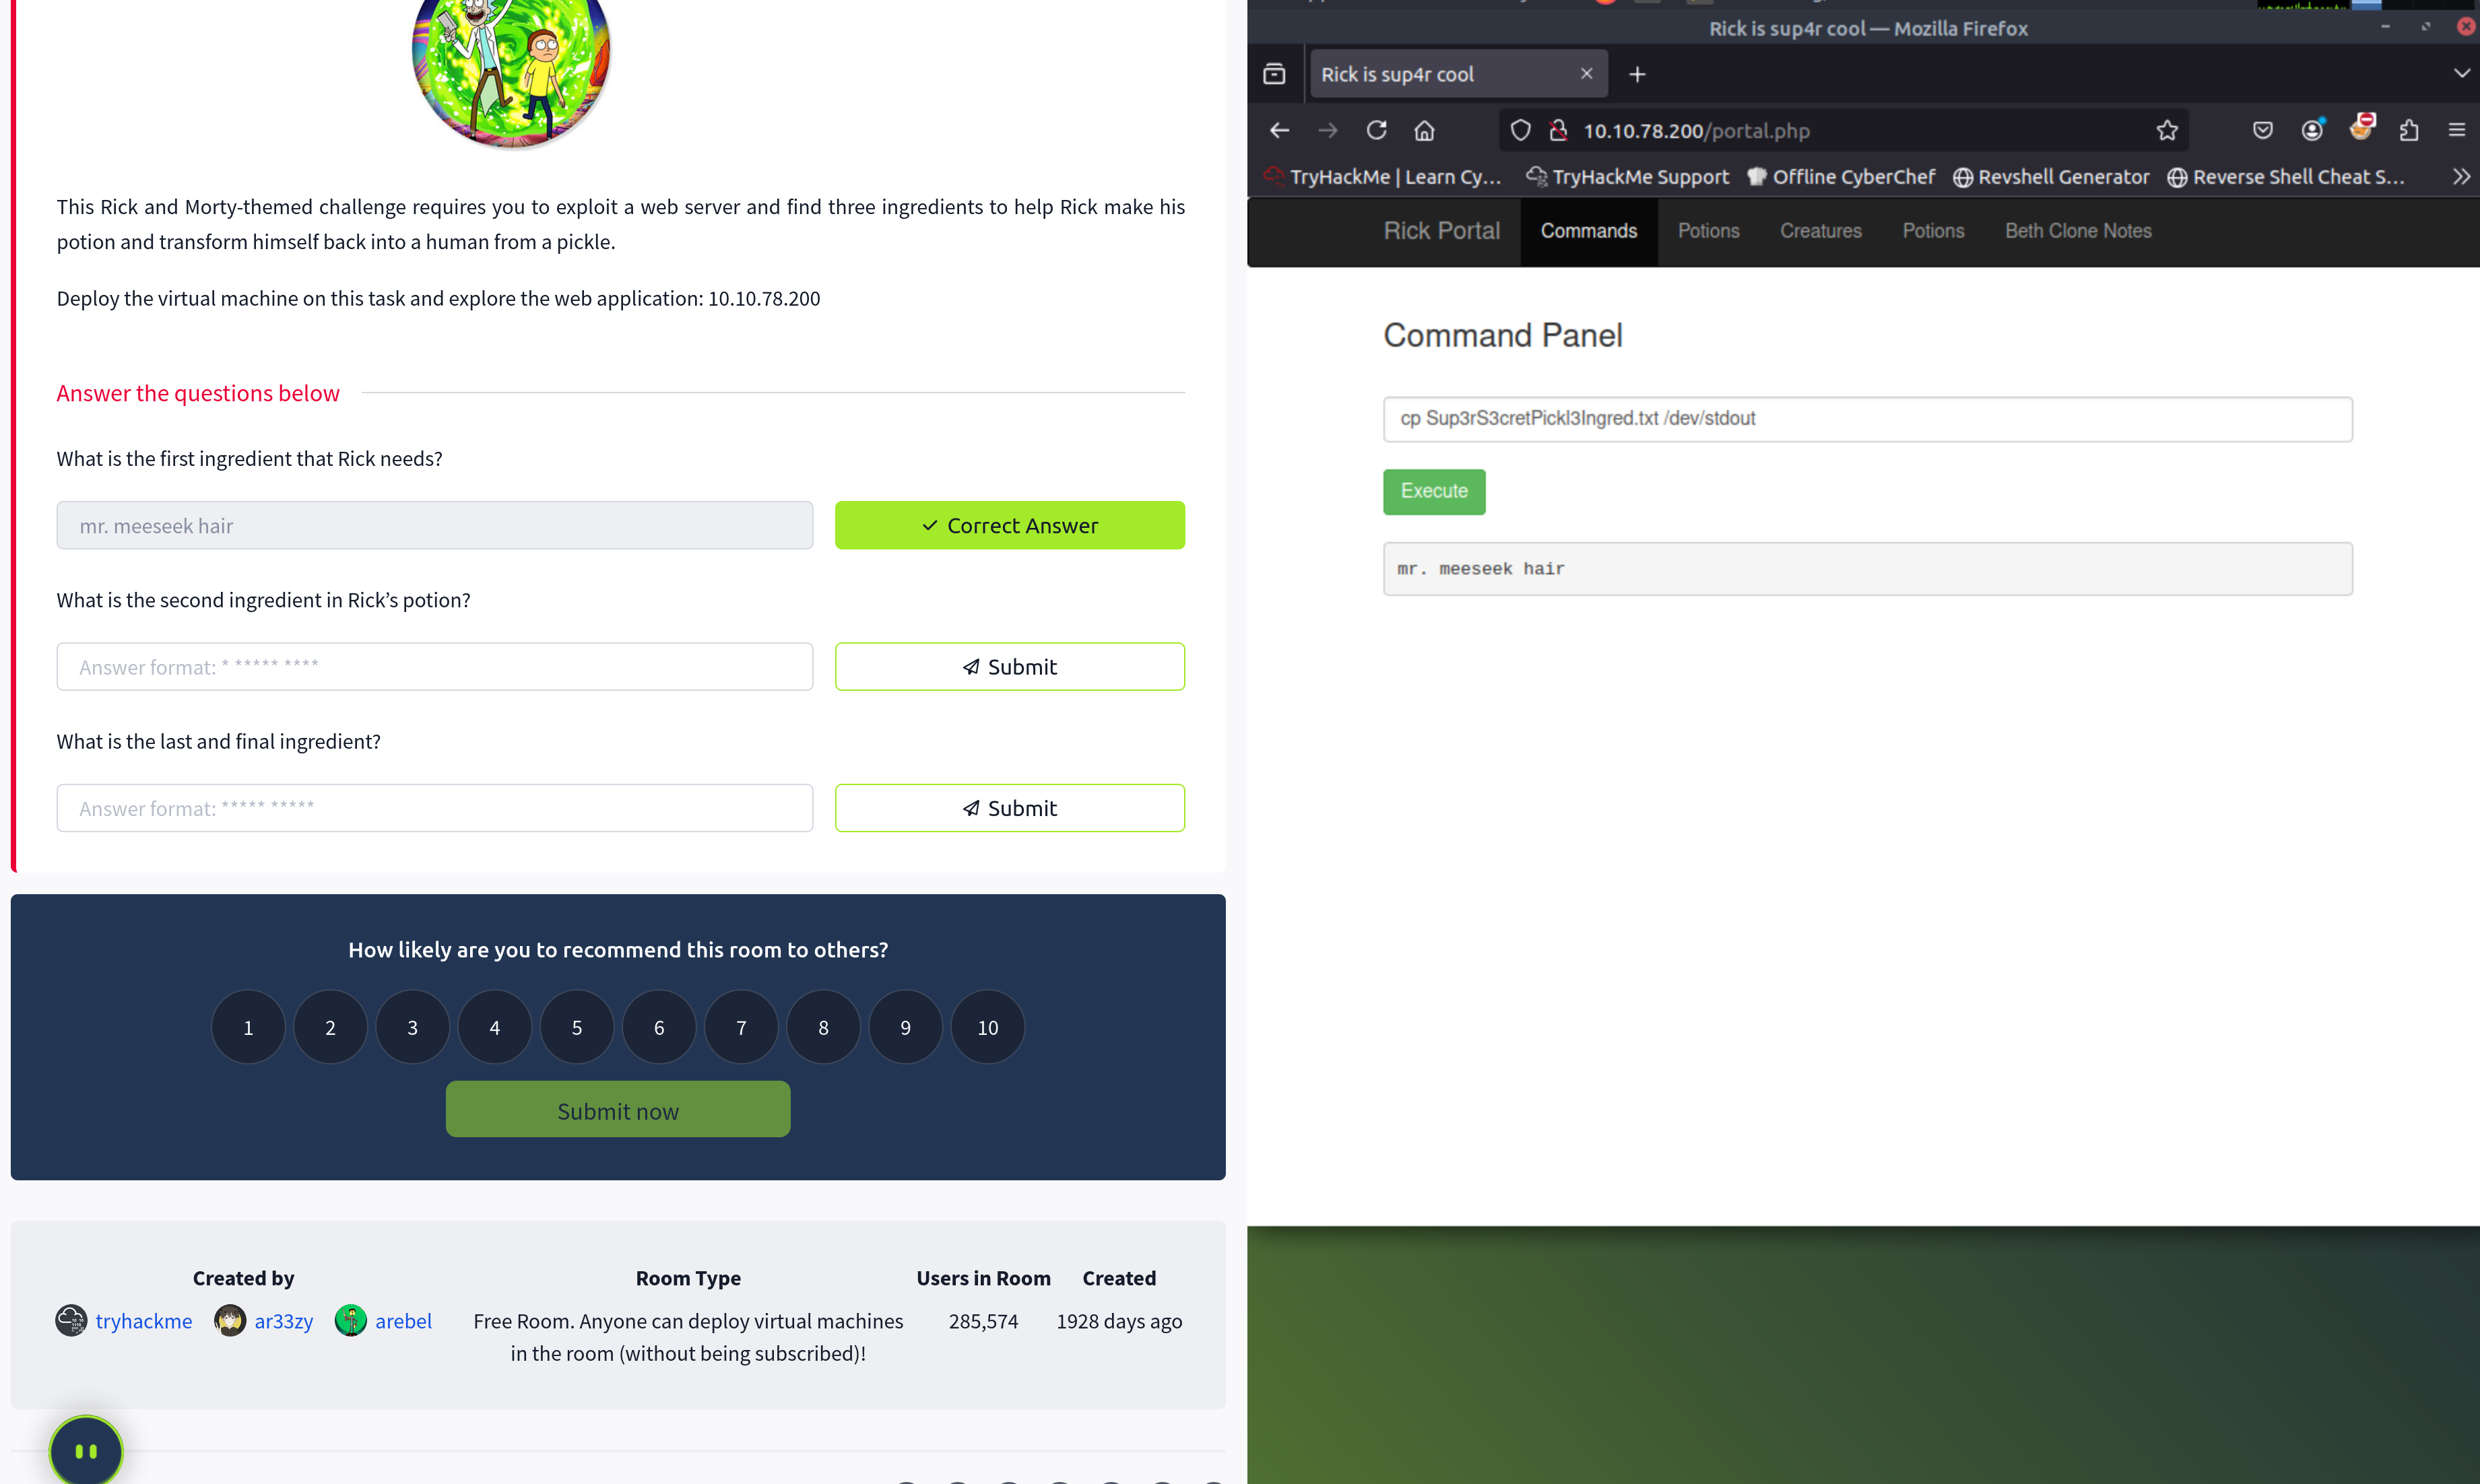 This Rick and Morty-themed challenge requires you to exploit a web server and find three ingredients to help Rick make his
potion and transform himself back into a human from a pickle.
Deploy the virtual machine on this task and explore the web application: 10.10.78.200
Answer the questions below
What is the first ingredient that Rick needs?
mr. meeseek hair
Correct Answer
What is the second ingredient in Rick’s potion?
Answer format: * ***** ****
Submit
What is the last and final ingredient?
Answer format: ***** *****
Submit
How likely are you to recommend this room to others?
1 2 3 4 5 6 7 8 9 10
Submit now
Created by
tryhackme ar33zy arebel
Room Type
Free Room. Anyone can deploy virtual machines
in the room (without being subscribed)!
Users in Room
285,574
Created
1928 days ago
Rick is sup4r cool — Mozilla Firefox
Rick is sup4r cool
10.10.78.200/portal.php
TryHackMe | Learn Cy... TryHackMe Support Offline CyberChef Revshell Generator Reverse Shell Cheat S...
Rick Portal Commands Potions Creatures Potions Beth Clone Notes
Command Panel
cp Sup3rS3cretPickl3Ingred.txt /dev/stdout
Execute
mr. meeseek hair